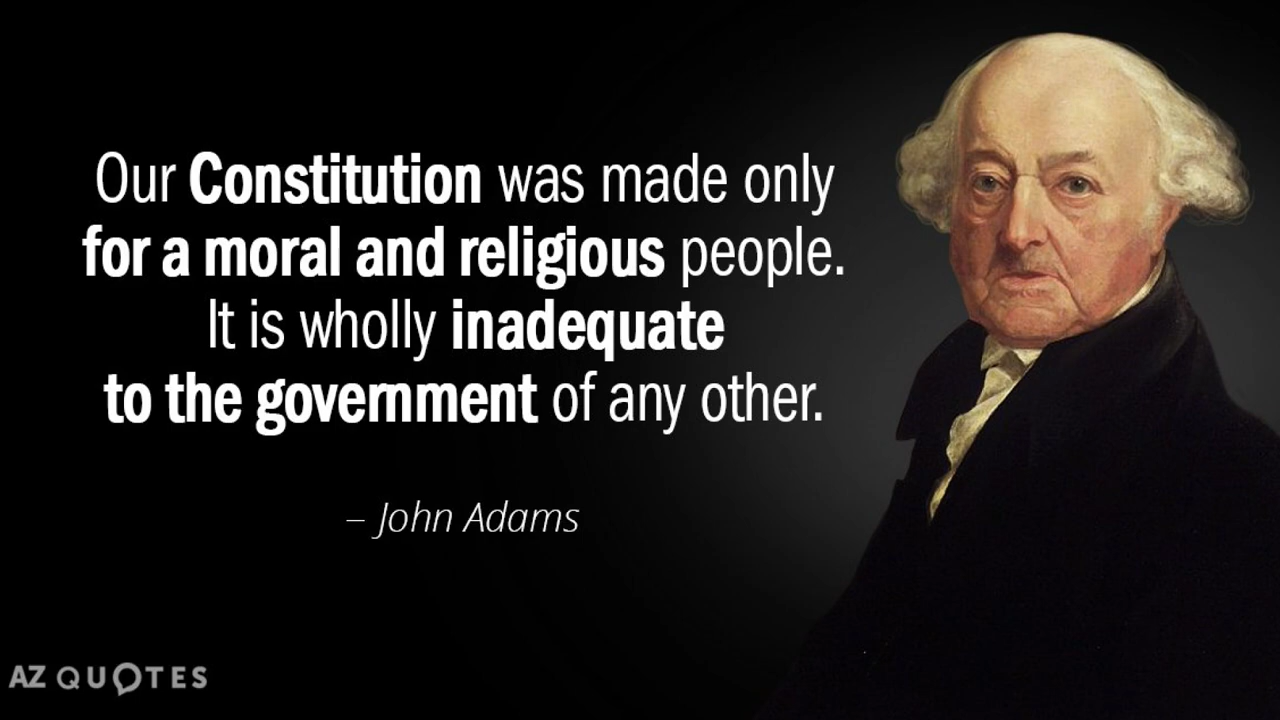 Our Constitution was made only
for a moral and religious people.
It is wholly inadequate
to the government of any other.
– John Adams
AZ QUOTES